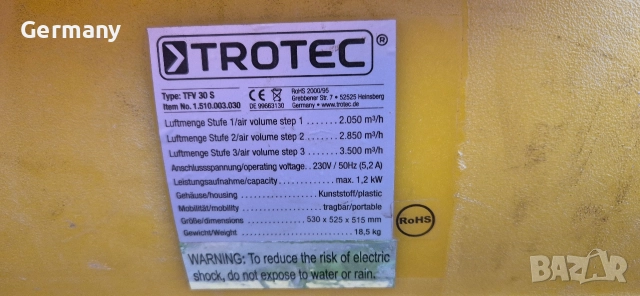 Germany
TROTEC®
Type: TFV 30 S
Item No. 1.510.003.030
CE
DE 99663130
RoHS 2000/95
Grebbener Str. 7 • 52525 Heinsberg
Germany • www.trotec.de
Luftmenge Stufe 1/air volume step 1 ....... 2.050 m³/h
Luftmenge Stufe 2/air volume step 2 ....... 2.850 m³/h
Luftmenge Stufe 3/air volume step 3 ....... 3.500 m³/h
Anschlussspannung/operating voltage.. 230V / 50Hz (5,2 A)
Leistungsaufnahme/capacity ................ max. 1,2 kW
Gehäuse/housing ................ Kunststoff/plastic
Mobilität/mobility ................ tragbar/portable
Größe/dimensions ................ 530 x 525 x 515 mm
Gewicht/Weight ................ 18,5 kg
RoHS
WARNING: To reduce the risk of electric
shock, do not expose to water or rain.
bazar